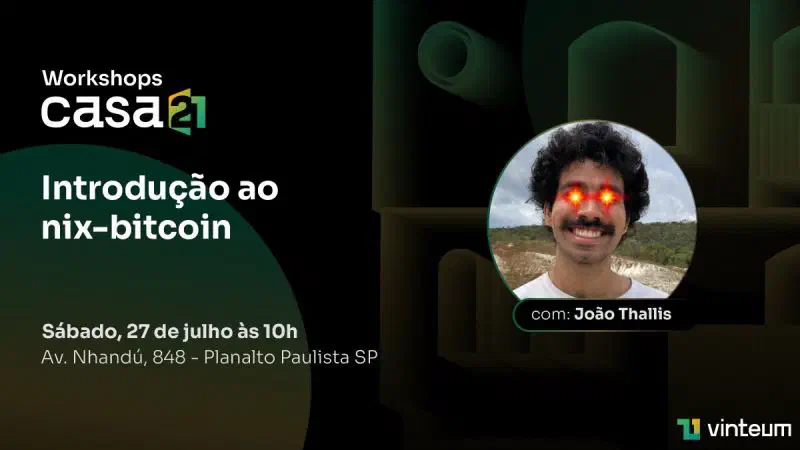 Workshops
casa21
Introdução ao
nix-bitcoin
Sábado, 27 de julho às 10h
Av. Nhandú, 848 - Planalto Paulista SP
com: João Thallis
vinteum